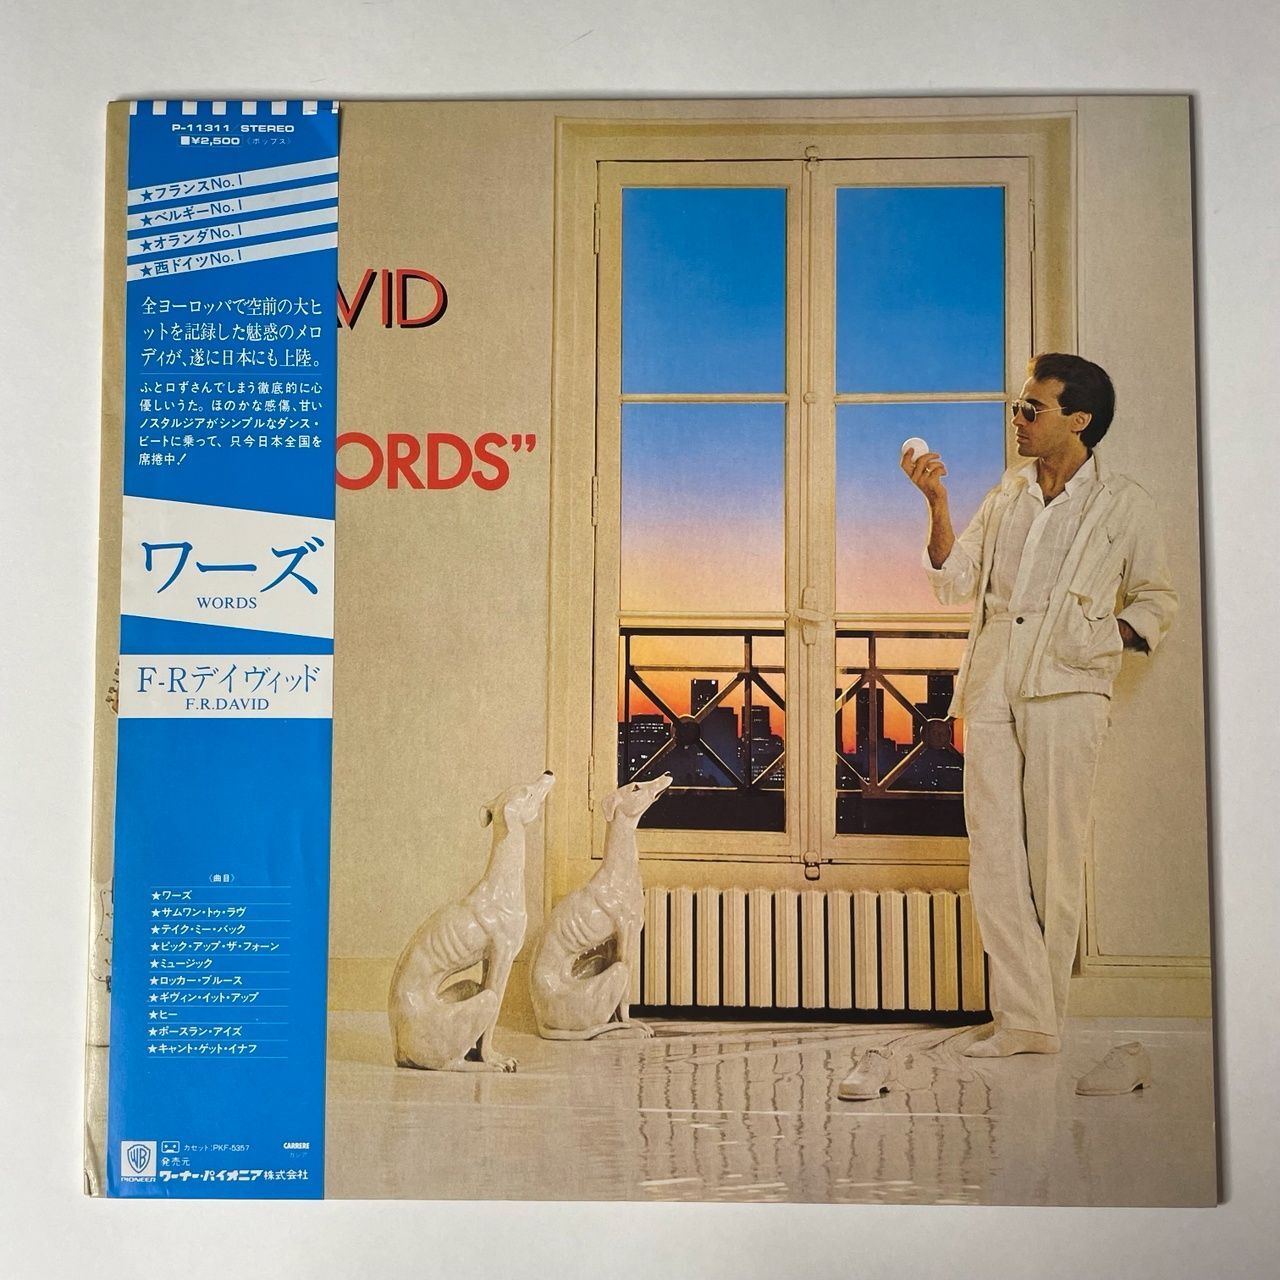 P-11311 STEREO
¥2,500 〈ポップス〉
★フランスNo.1
★ベルギーNo.1
★オランダNo.1
★西ドイツNo.1
全ヨーロッパで空前の大ヒ
ットを記録した魅惑のメロ
ディが、遂に日本にも上陸。
ふと口ずさんでしまう徹底的に心
優しいうた。ほのかな感傷、甘い
ノスタルジアがシンプルなダンス・
ビートに乗って、只今日本全国を
席捲中!
ワーズ
WORDS
F-Rデイヴィッド
F.R.DAVID
〈曲目〉
★ワーズ
★サムワン・トゥ・ラヴ
★テイク・ミー・バック
★ピック・アップ・ザ・フォーン
★ミュージック
★ロッカー・ブルース
★ギヴィン・イット・アップ
★ヒー
★ポースラン・アイズ
★キャント・ゲット・イナフ
カセット:PKF-5357
CARRERE
カレア
WB
PIONEER
発売元
ワーナー・パイオニア株式会社
AVID
ORDS”